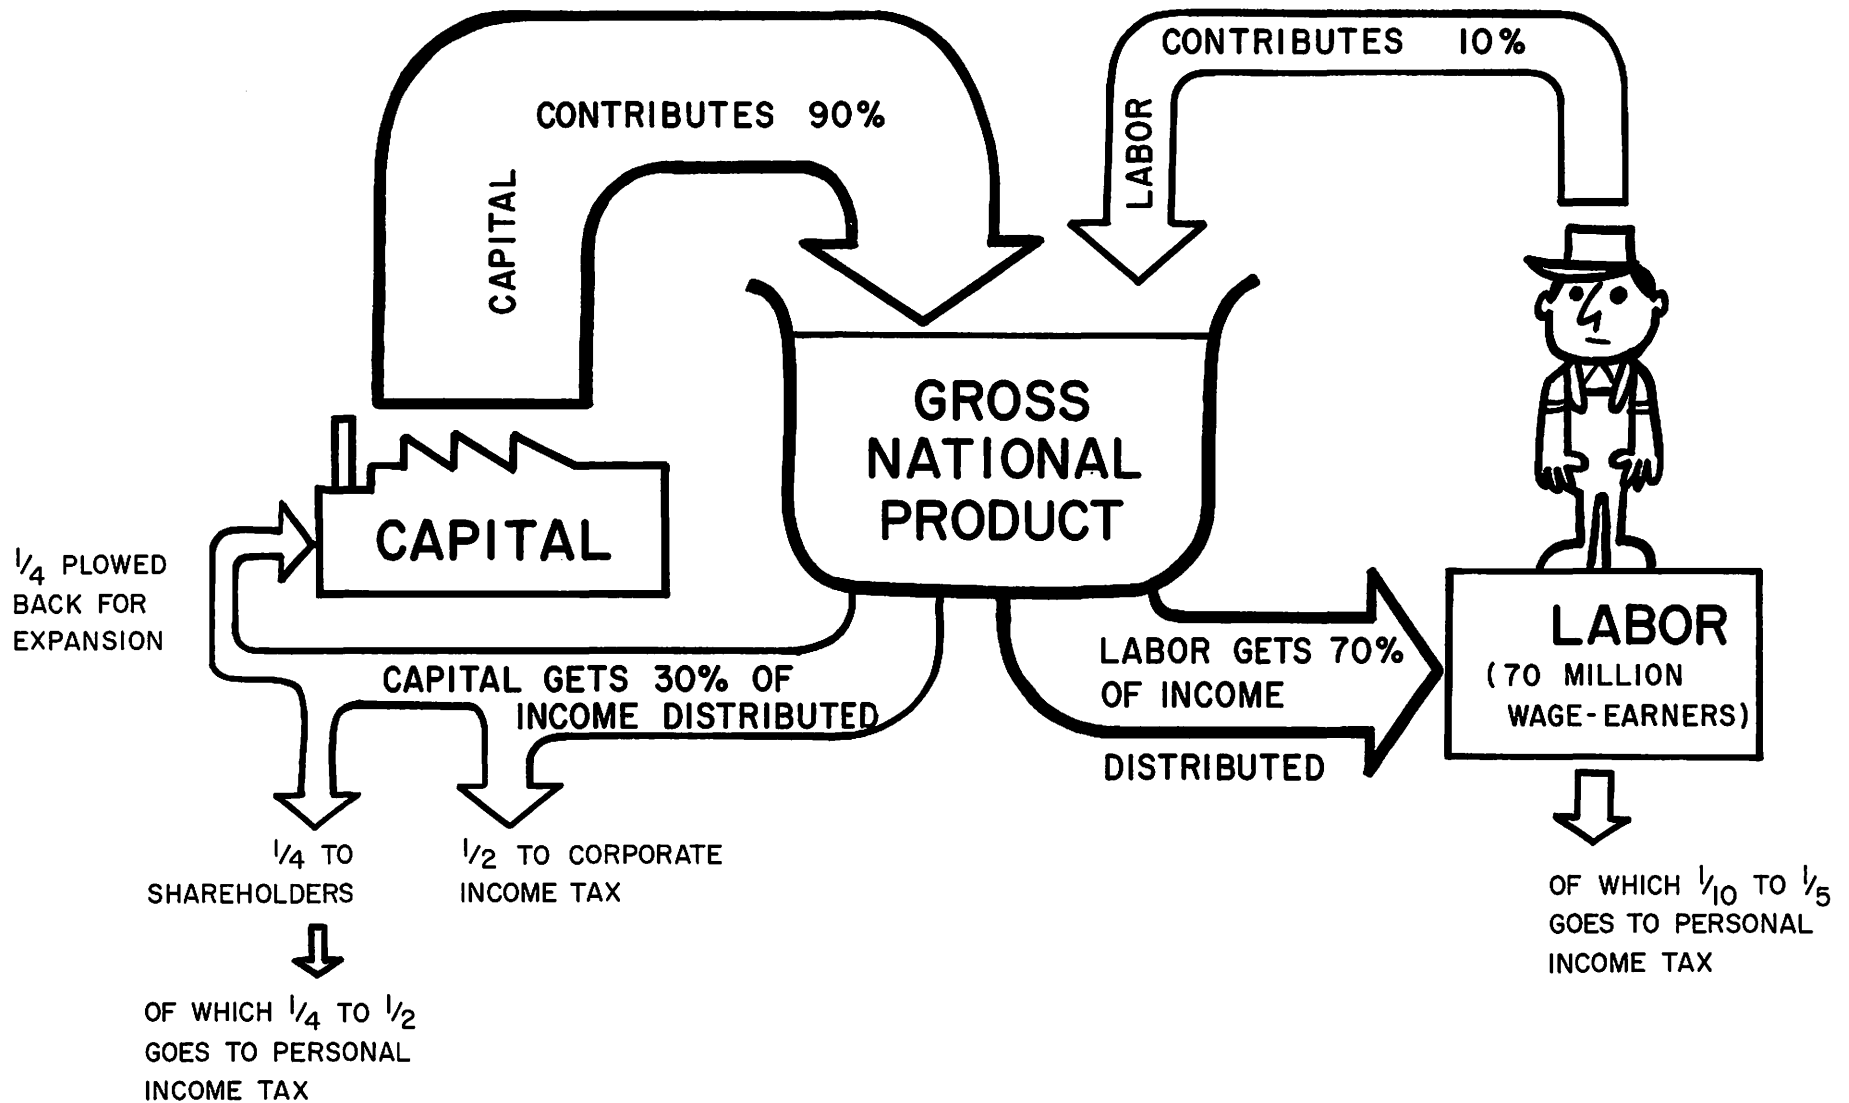 CONTRIBUTES 90%
CAPITAL
CONTRIBUTES 10%
LABOR
GROSS
NATIONAL
PRODUCT
CAPITAL
1/4 PLOWED
BACK FOR
EXPANSION
CAPITAL GETS 30% OF
INCOME DISTRIBUTED
1/4 TO
SHAREHOLDERS
OF WHICH 1/4 TO 1/2
GOES TO PERSONAL
INCOME TAX
1/2 TO CORPORATE
INCOME TAX
LABOR GETS 70%
OF INCOME
DISTRIBUTED
LABOR
(70 MILLION
WAGE-EARNERS)
OF WHICH 1/10 TO 1/5
GOES TO PERSONAL
INCOME TAX